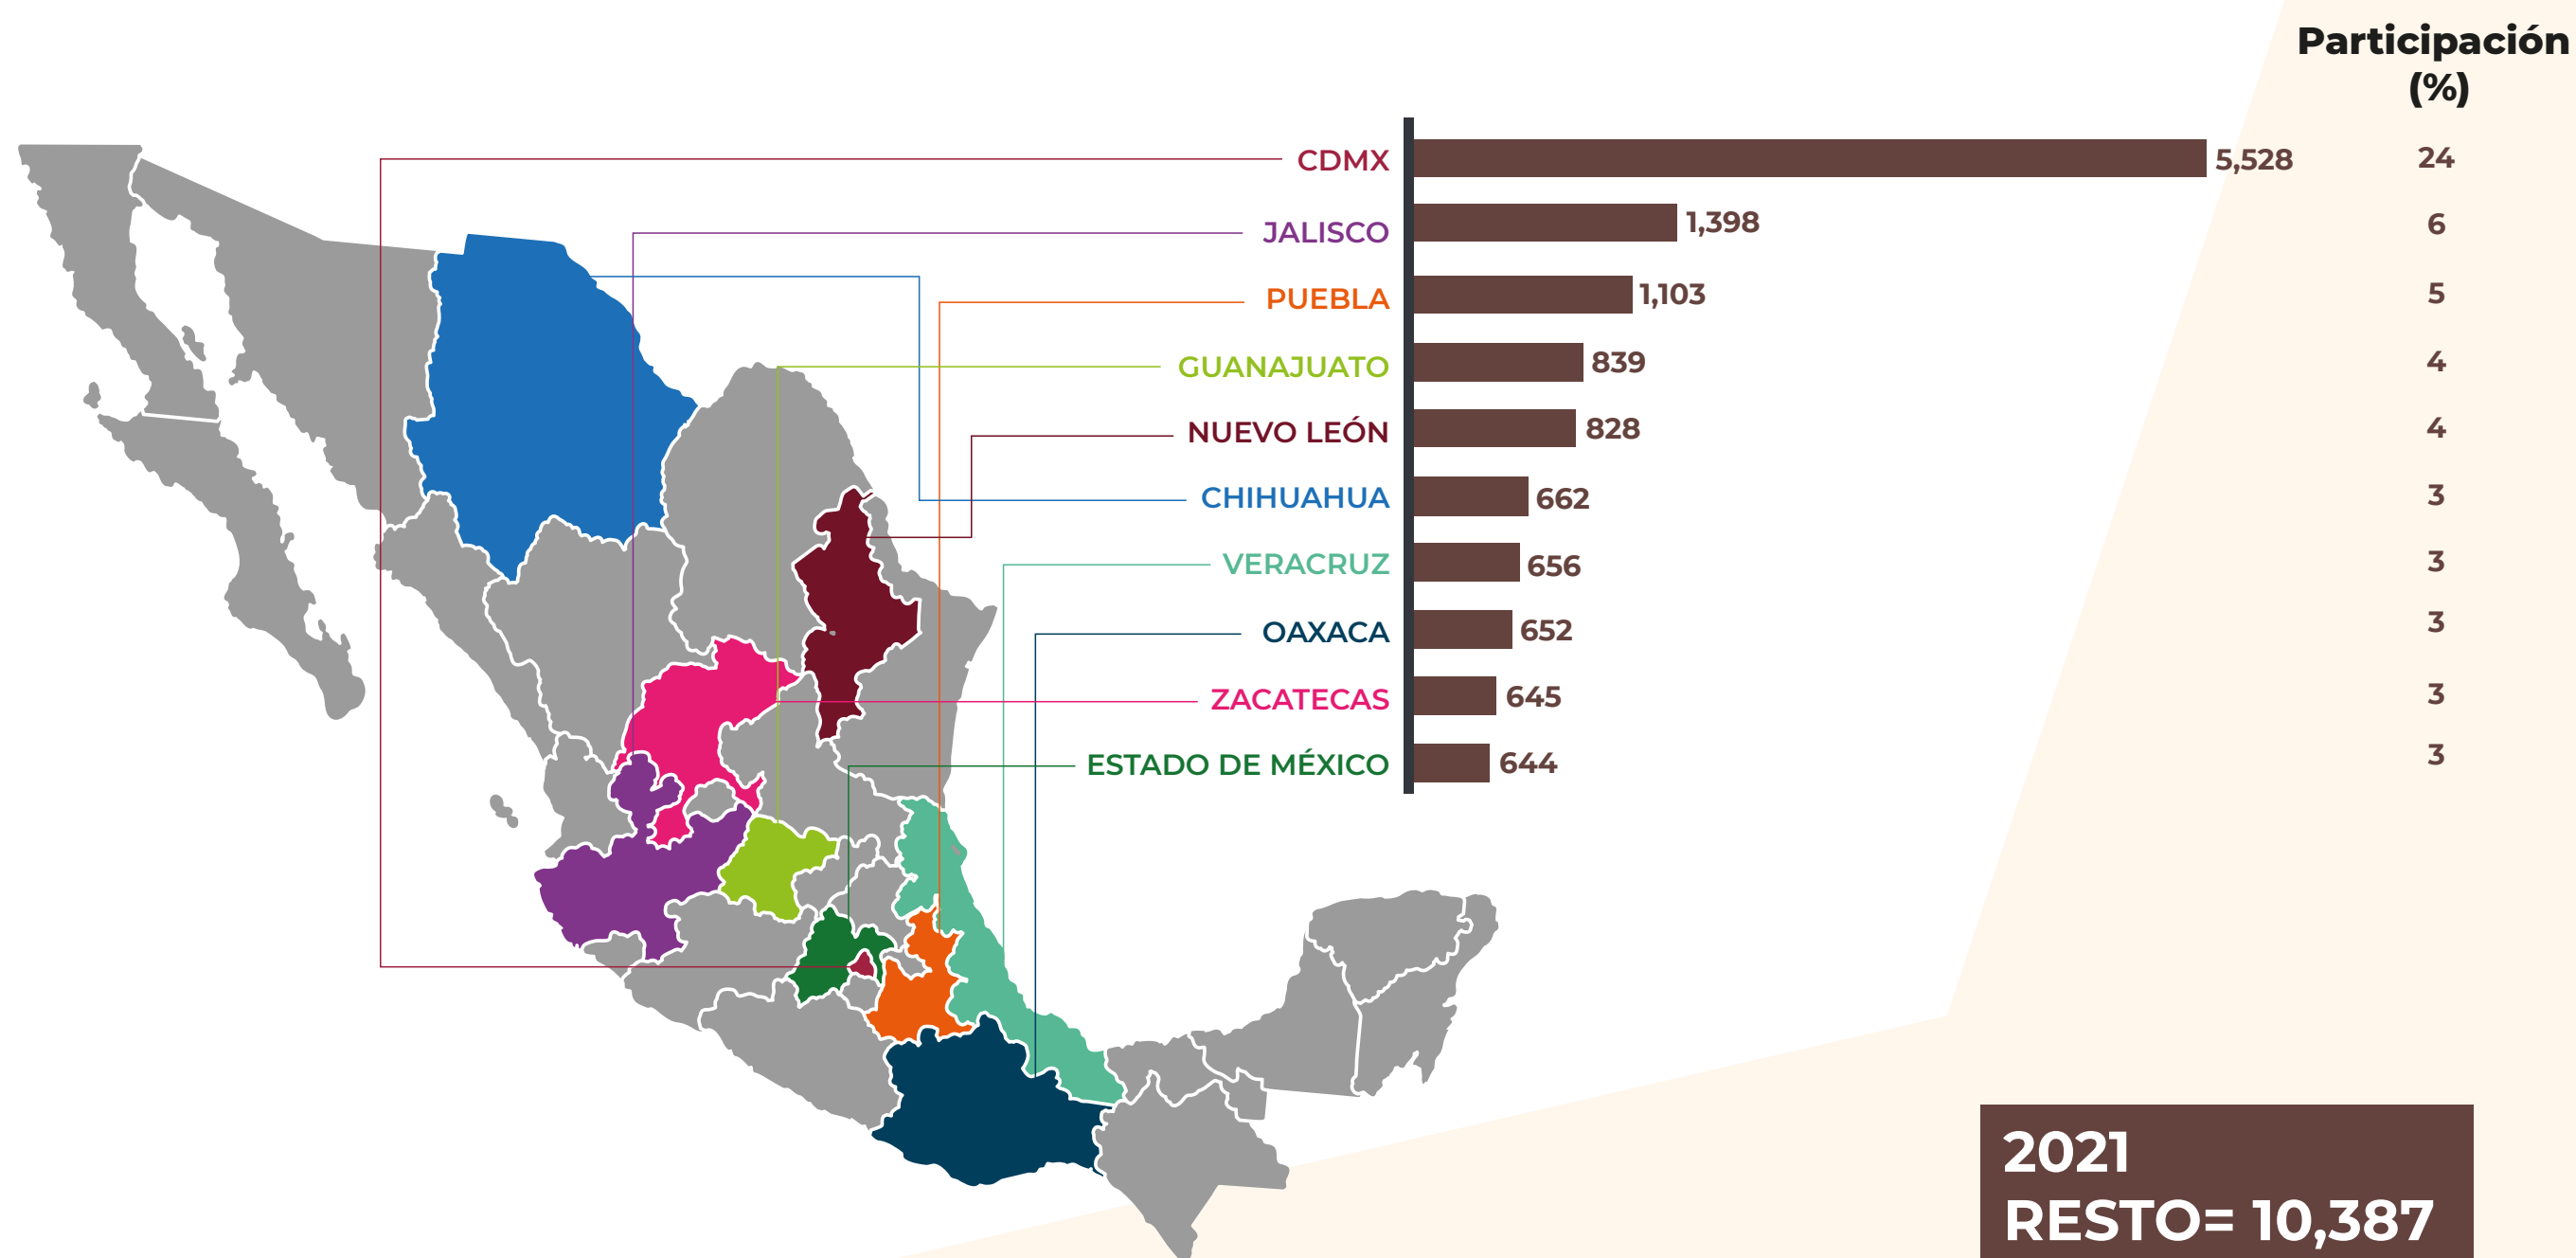 Participación
(%)
CDMX 5,528 24
JALISCO 1,398 6
PUEBLA 1,103 5
GUANAJUATO 839 4
NUEVO LEÓN 828 4
CHIHUAHUA 662 3
VERACRUZ 656 3
OAXACA 652 3
ZACATECAS 645 3
ESTADO DE MÉXICO 644 3
2021
RESTO= 10,387